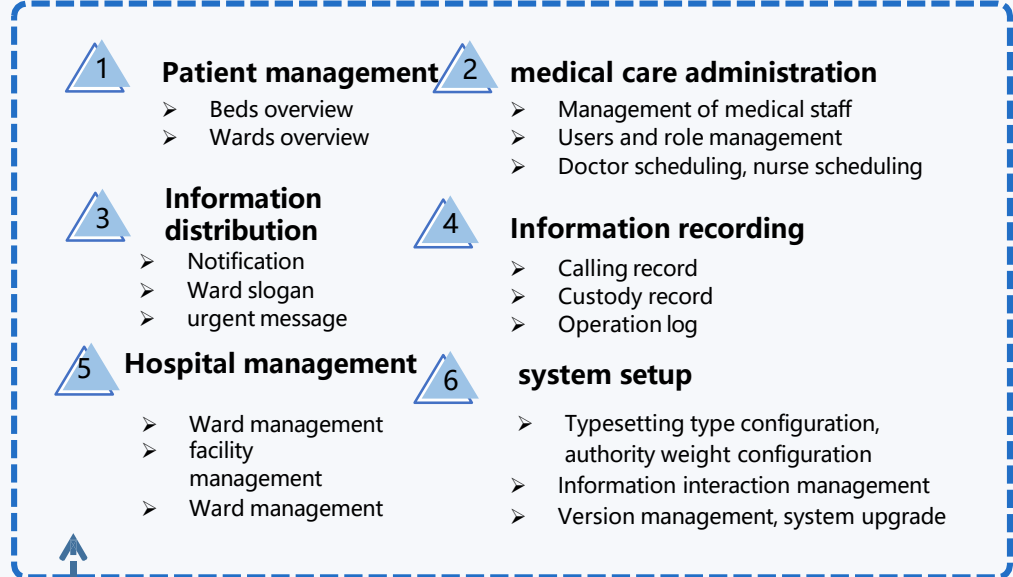 1
Patient management
➢ Beds overview
➢ Wards overview
2
medical care administration
➢ Management of medical staff
➢ Users and role management
➢ Doctor scheduling, nurse scheduling
3
Information
distribution
➢ Notification
➢ Ward slogan
➢ urgent message
4
Information recording
➢ Calling record
➢ Custody record
➢ Operation log
5
Hospital management
➢ Ward management
➢ facility
management
➢ Ward management
6
system setup
➢ Typesetting type configuration,
authority weight configuration
➢ Information interaction management
➢ Version management, system upgrade